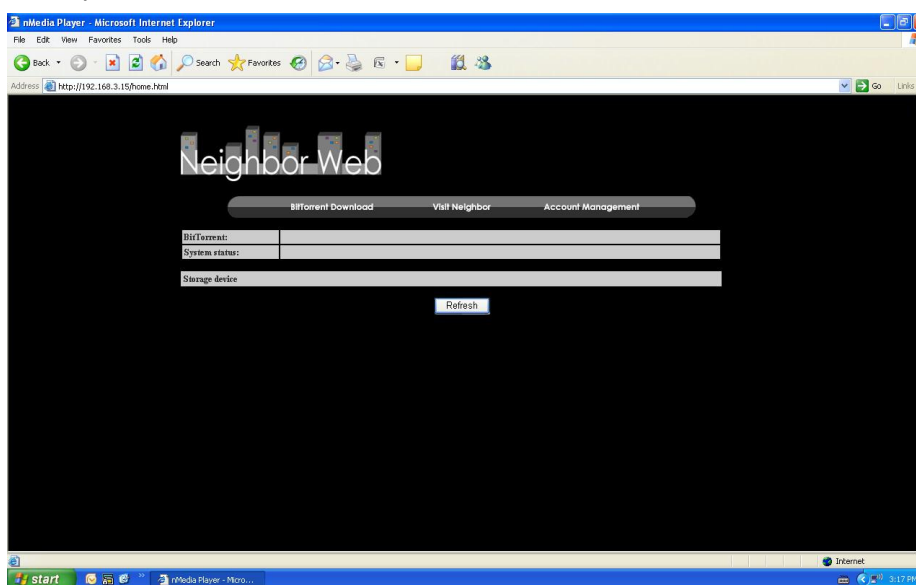 nMedia Player - Microsoft Internet Explorer
File Edit View Favorites Tools Help
Back Search Favorites
Address http://192.168.3.15/home.html Go Links
Neighbor Web
BitTorrent Download Visit Neighbor Account Management
BitTorrent:
System status:
Storage device
Refresh
Internet
start nMedia Player - Micro... 3:17 PM